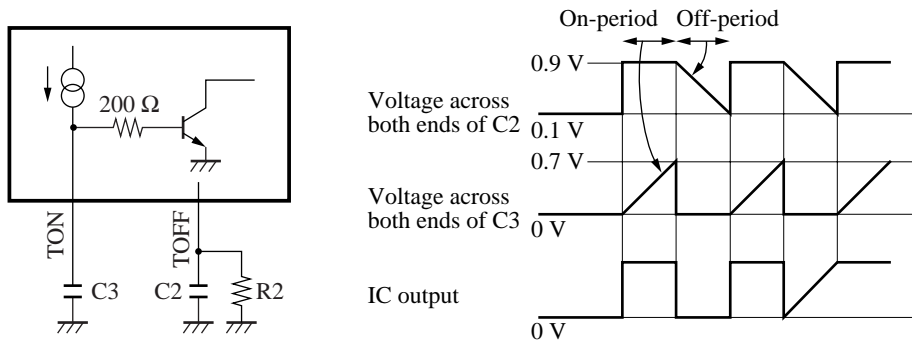 200 Ω
TON
TOFF
C3
C2
R2
On-period
Off-period
0.9 V
Voltage across
both ends of C2
0.1 V
0.7 V
Voltage across
both ends of C3
0 V
IC output
0 V